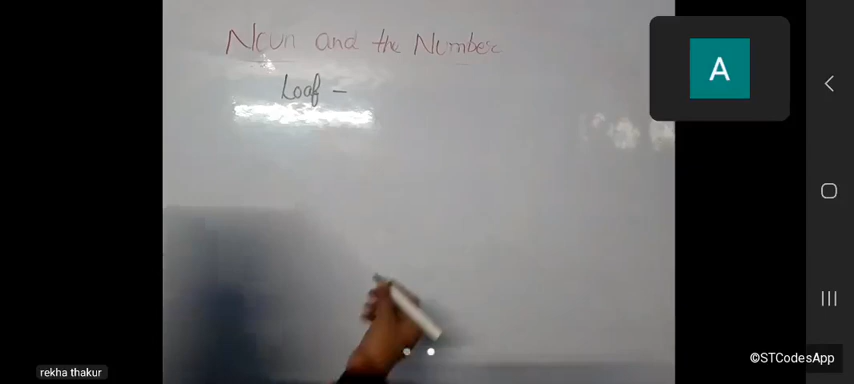 Noun and the Number
Loaf -
A
rekha thakur
©STCodesApp